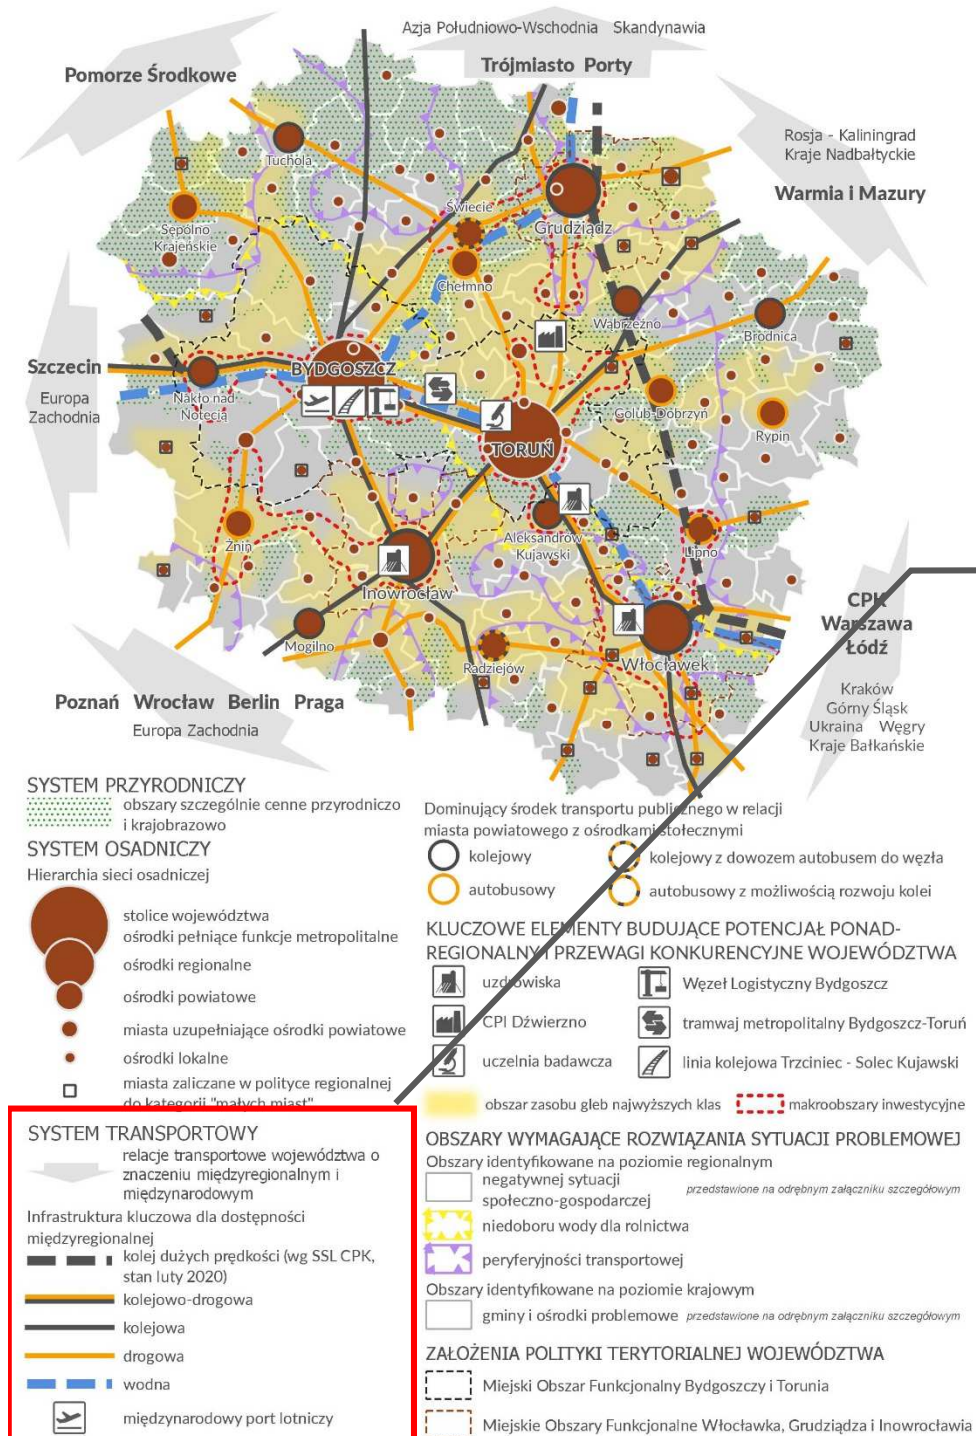 Azja Południowo-Wschodnia Skandynawia
Trójmiasto Porty
Pomorze Środkowe
Rosja - Kaliningrad
Kraje Nadbałtyckie
Warmia i Mazury
Tuchola
Sępólno
Krajeńskie
Świecie
Grudziądz
Chełmno
Wąbrzeźno
Brodnica
Szczecin
Europa
Zachodnia
BYDGOSZCZ
Nakło nad
Notecią
Golub-Dobrzyń
Rypin
TORUŃ
Żnin
Aleksandrów
Kujawski
Lipno
Inowrocław
CPK
Warszawa
Łódź
Mogilno
Radziejów
Włocławek
Kraków
Górny Śląsk
Ukraina Węgry
Kraje Bałkańskie
Poznań Wrocław Berlin Praga
Europa Zachodnia
SYSTEM PRZYRODNICZY
obszary szczególnie cenne przyrodniczo
i krajobrazowo
SYSTEM OSADNICZY
Hierarchia sieci osadniczej
stolice województwa
ośrodki pełniące funkcje metropolitalne
ośrodki regionalne
ośrodki powiatowe
miasta uzupełniające ośrodki powiatowe
ośrodki lokalne
miasta zaliczane w polityce regionalnej
do kategorii "małych miast"
SYSTEM TRANSPORTOWY
relacje transportowe województwa o
znaczeniu międzyregionalnym i
międzynarodowym
Infrastruktura kluczowa dla dostępności
międzyregionalnej
kolej dużych prędkości (wg SSL CPK,
stan luty 2020)
kolejowo-drogowa
kolejowa
drogowa
wodna
międzynarodowy port lotniczy
Dominujący środek transportu publicznego w relacji
miasta powiatowego z ośrodkami stołecznymi
kolejowy
kolejowy z dowozem autobusem do węzła
autobusowy
autobusowy z możliwością rozwoju kolei
KLUCZOWE ELEMENTY BUDUJĄCE POTENCJAŁ PONAD-
REGIONALNY I PRZEWAGI KONKURENCYJNE WOJEWÓDZTWA
uzdrowiska
Węzeł Logistyczny Bydgoszcz
CPI Dźwierzno
tramwaj metropolitalny Bydgoszcz-Toruń
uczelnia badawcza
linia kolejowa Trzciniec - Solec Kujawski
obszar zasobu gleb najwyższych klas
makroobszary inwestycyjne
OBSZARY WYMAGAJĄCE ROZWIĄZANIA SYTUACJI PROBLEMOWEJ
Obszary identyfikowane na poziomie regionalnym
negatywnej sytuacji
społeczno-gospodarczej
przedstawione na odrębnym załączniku szczegółowym
niedoboru wody dla rolnictwa
peryferyjności transportowej
Obszary identyfikowane na poziomie krajowym
gminy i ośrodki problemowe przedstawione na odrębnym załączniku szczegółowym
ZAŁOŻENIA POLITYKI TERYTORIALNEJ WOJEWÓDZTWA
Miejski Obszar Funkcjonalny Bydgoszczy i Torunia
Miejskie Obszary Funkcjonalne Włocławka, Grudziądza i Inowrocławia